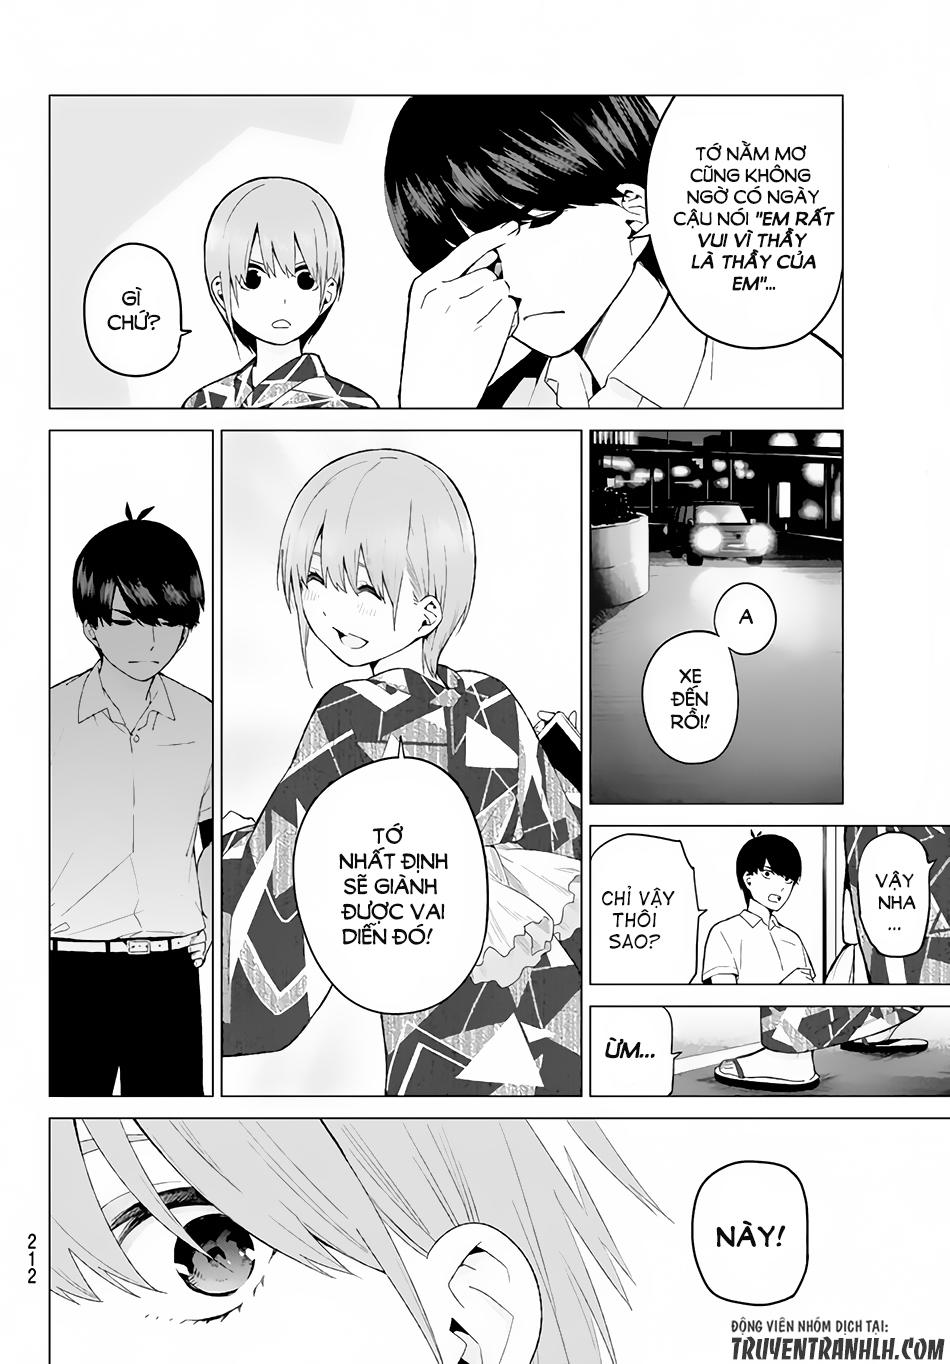 TỚ NẰM MƠ
CŨNG KHÔNG
NGỜ CÓ NGÀY
CẬU NÓI "EM RẤT
VUI VÌ THẦY
LÀ THẦY CỦA
EM"...
GÌ
CHỨ?
A
XE
ĐẾN
RỒI!
VẬY
NHA
...
CHỈ VẬY
THÔI
SAO?
ỪM...
TỚ
NHẤT ĐỊNH
SẼ GIÀNH
ĐƯỢC VAI
DIỄN ĐÓ!
NÀY!
212
ĐỘNG VIÊN NHÓM DỊCH TẠI:
TRUYENTRANHLH.COM